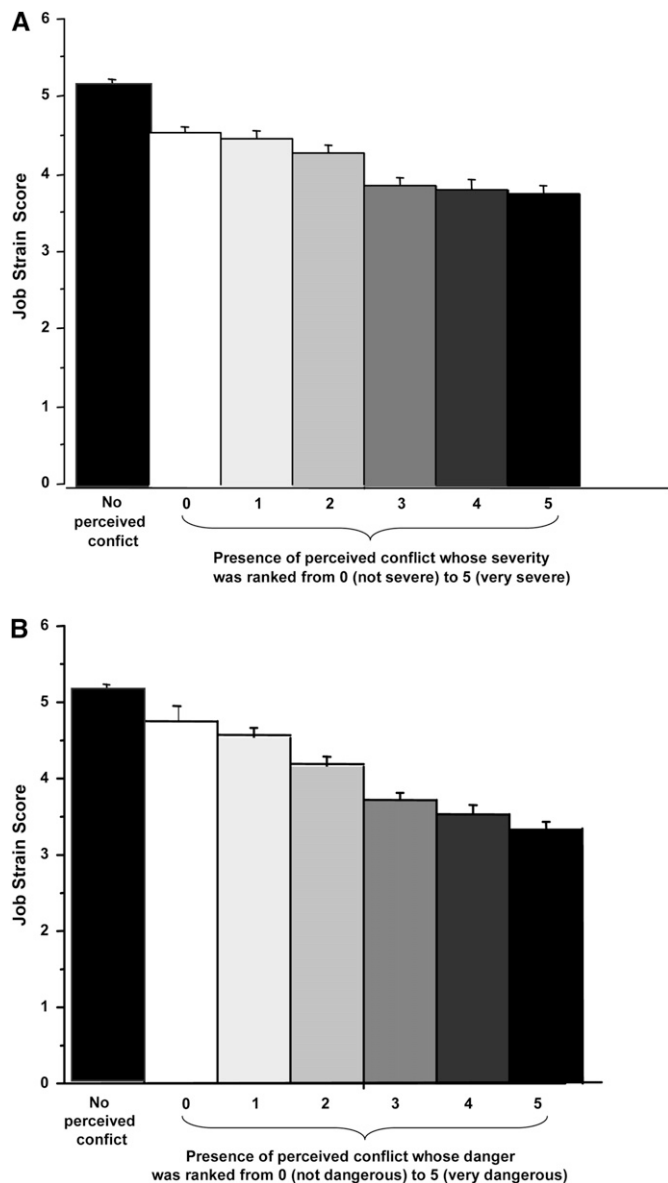 A
6
5
4
3
2
1
0
Job Strain Score
No
perceived
confict
0 1 2 3 4 5
Presence of perceived conflict whose severity
was ranked from 0 (not severe) to 5 (very severe)
B
6
5
4
3
2
1
0
Job Strain Score
No
perceived
confict
0 1 2 3 4 5
Presence of perceived conflict whose danger
was ranked from 0 (not dangerous) to 5 (very dangerous)